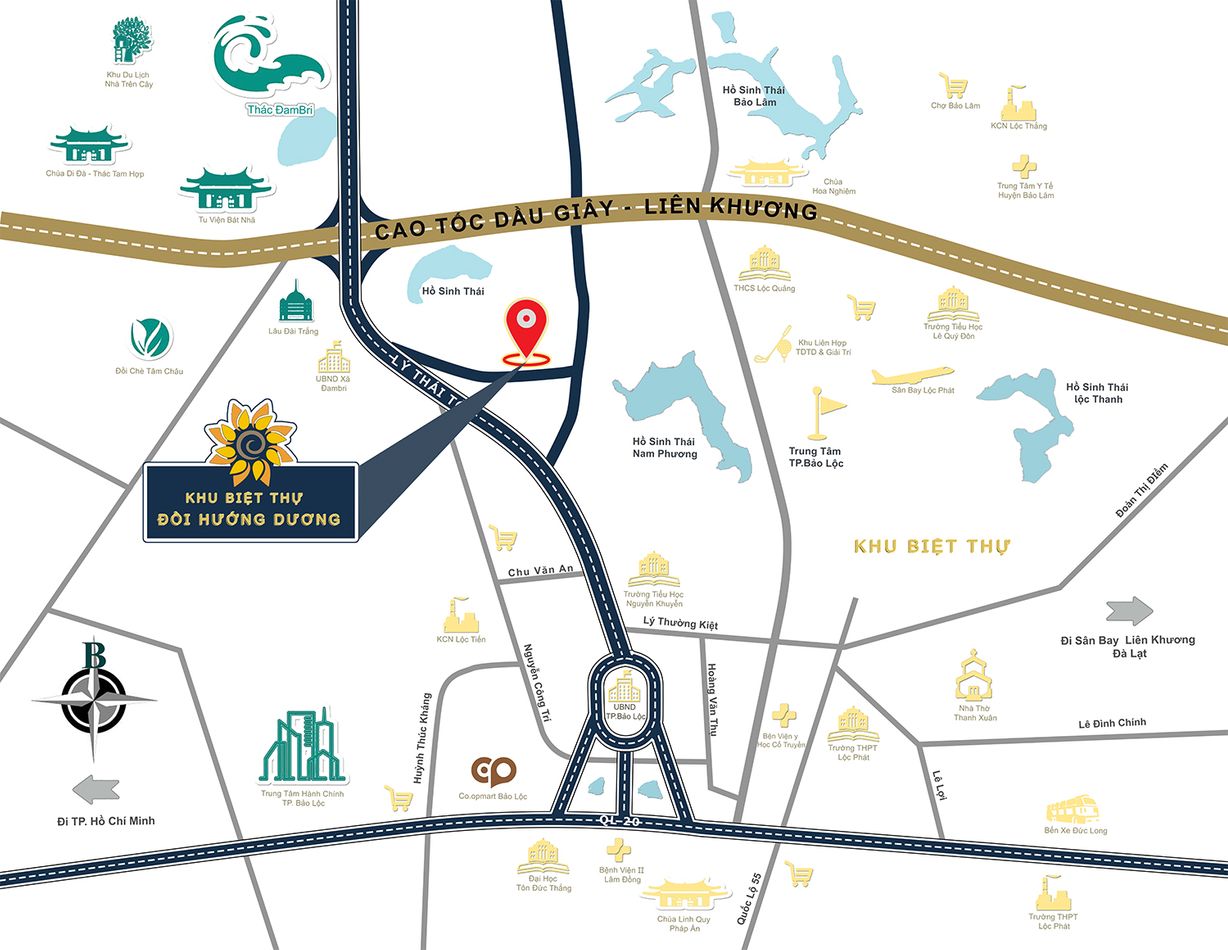 Khu Du Lịch
Nhà Trên Cây
Thác ĐamBri
Hồ Sinh Thái
Bảo Lâm
Chợ Bảo Lâm
KCN Lộc Thắng
Chùa Di Đà - Thác Tam Hợp
Tu Viện Bát Nhã
Chùa
Hoa Nghiêm
Trung Tâm Y Tế
Huyện Bảo Lâm
CAO TỐC DẦU GIÂY - LIÊN KHƯƠNG
Hồ Sinh Thái
THCS Lộc Quảng
Lâu Đài Trắng
Trường Tiểu Học
Lê Quý Đôn
Đồi Chè Tâm Châu
UBND Xã
Đambri
LÝ THÁI TỔ
Khu Liên Hợp
TDTD & Giải Trí
Sân Bay Lộc Phát
Hồ Sinh Thái
lộc Thanh
Hồ Sinh Thái
Nam Phương
Trung Tâm
TP.Bảo Lộc
KHU BIỆT THỰ
ĐỒI HƯỚNG DƯƠNG
Đoàn Thị Điểm
KHU BIỆT THỰ
Chu Văn An
Trường Tiểu Học
Nguyễn Khuyến
KCN Lộc Tiến
Lý Thường Kiệt
Đi Sân Bay Liên Khương
Đà Lạt
B
Nguyễn Công Trí
Hoàng Văn Thụ
UBND
TP.Bảo Lộc
Huỳnh Thúc Kháng
Nhà Thờ
Thanh Xuân
Lê Đình Chinh
Bện Viện y
Học Cổ Truyền
Trường THPT
Lộc Phát
Trung Tâm Hành Chính
TP. Bảo Lộc
Co.opmart Bảo Lộc
Lê Lợi
Đi TP. Hồ Chí Minh
QL 20
Bến Xe Đức Long
Đại Học
Tôn Đức Thắng
Bệnh Viện II
Lâm Đồng
Chùa Linh Quy
Pháp Ấn
Quốc Lộ 55
Trường THPT
Lộc Phát